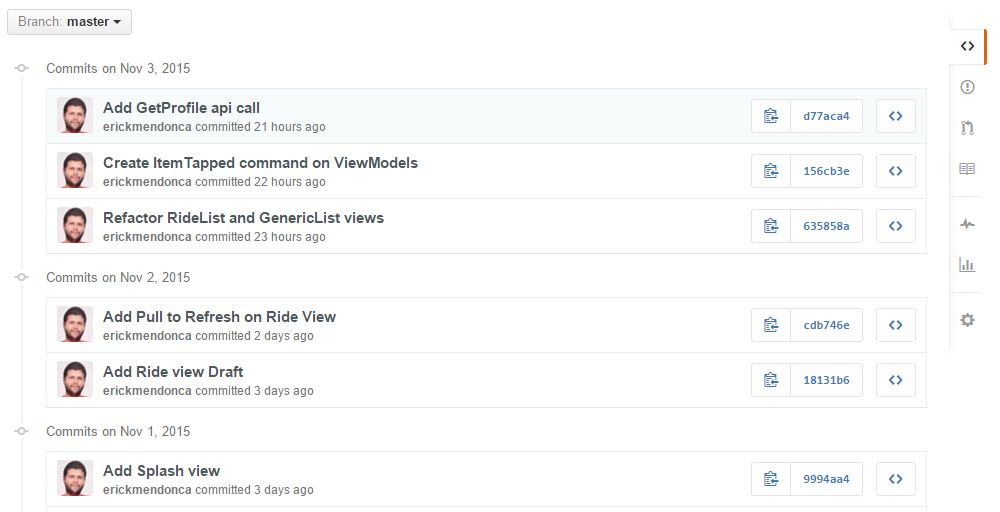 Branch: master
Commits on Nov 3, 2015
Add GetProfile api call
erickmendonca committed 21 hours ago
d77aca4
Create ItemTapped command on ViewModels
erickmendonca committed 22 hours ago
156cb3e
Refactor RideList and GenericList views
erickmendonca committed 23 hours ago
635858a
Commits on Nov 2, 2015
Add Pull to Refresh on Ride View
erickmendonca committed 2 days ago
cdb746e
Add Ride view Draft
erickmendonca committed 3 days ago
18131b6
Commits on Nov 1, 2015
Add Splash view
erickmendonca committed 3 days ago
9994aa4